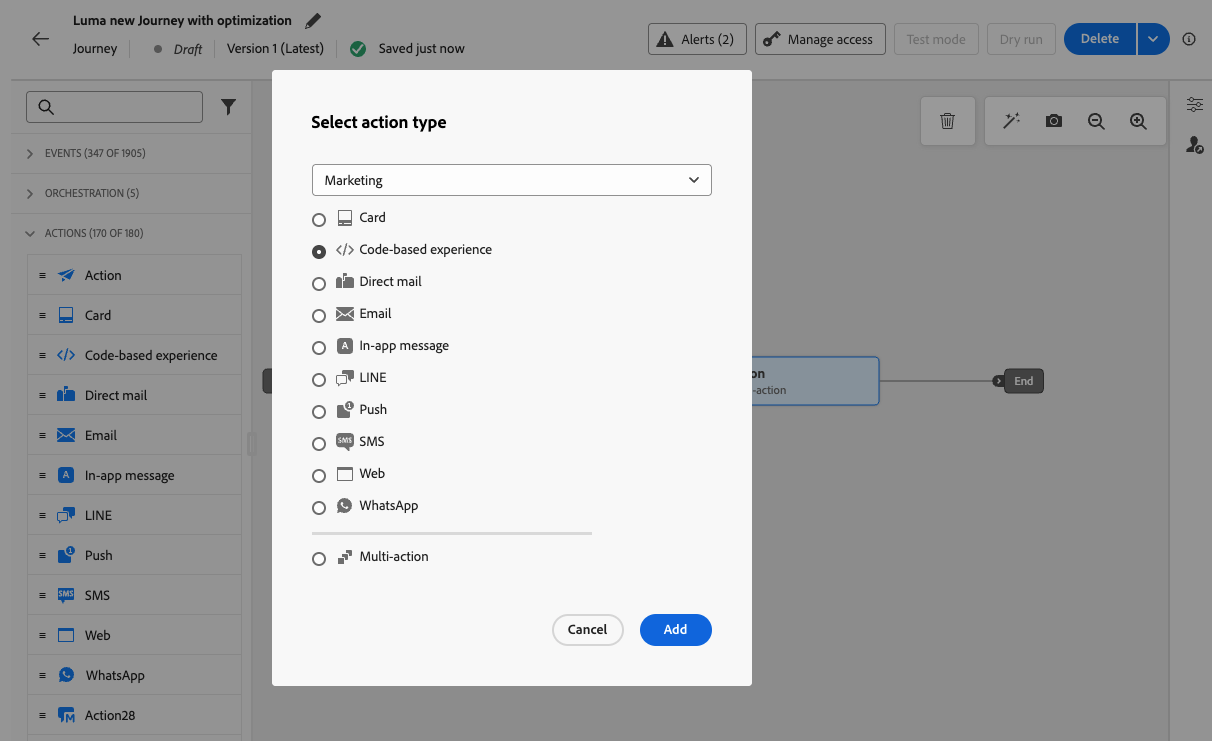 Luma new Journey with optimization
Journey
Draft
Version 1 (Latest)
Saved just now
Alerts (2)
Manage access
Test mode
Dry run
Delete
EVENTS (347 OF 1905)
ORCHESTRATION (5)
ACTIONS (170 OF 180)
Action
Card
Code-based experience
Direct mail
Email
In-app message
LINE
Push
SMS
Web
WhatsApp
Action28
Select action type
Marketing
Card
Code-based experience
Direct mail
Email
In-app message
LINE
Push
SMS
Web
WhatsApp
Multi-action
Cancel
Add
on
-action
End